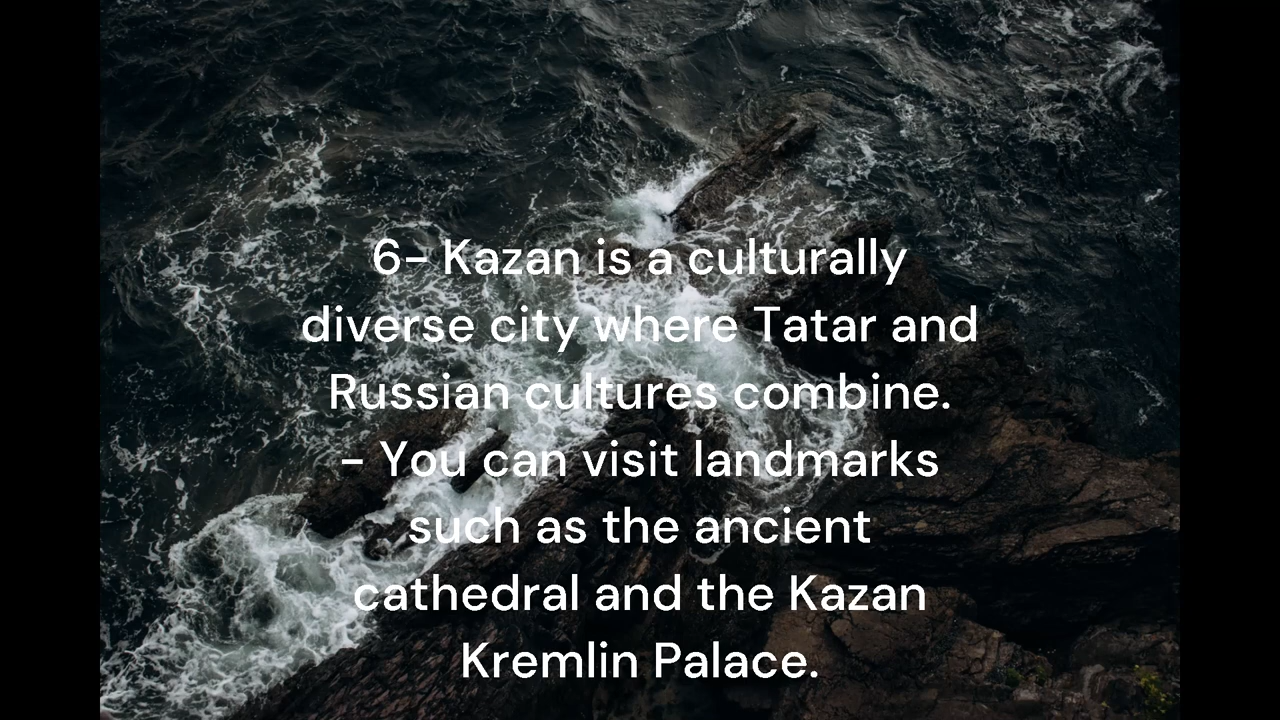 6- Kazan is a culturally
diverse city where Tatar and
Russian cultures combine.
- You can visit landmarks
such as the ancient
cathedral and the Kazan
Kremlin Palace.